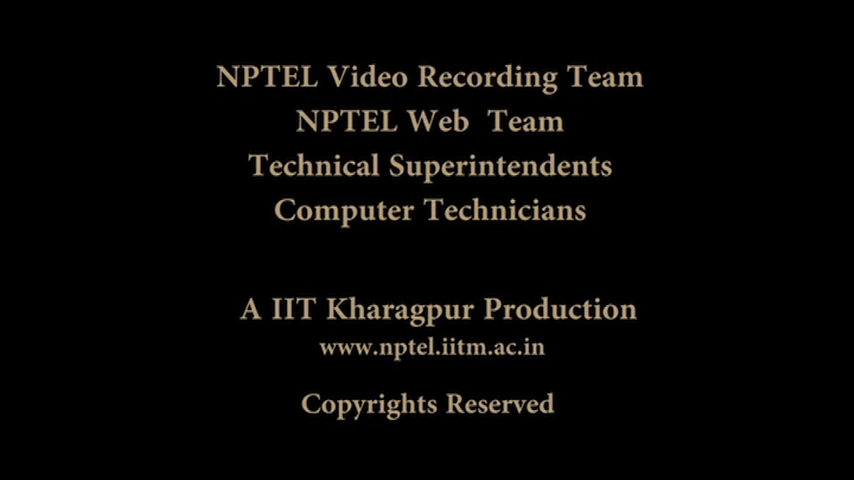 NPTEL Video Recording Team
NPTEL Web Team
Technical Superintendents
Computer Technicians
A IIT Kharagpur Production
www.nptel.iitm.ac.in
Copyrights Reserved